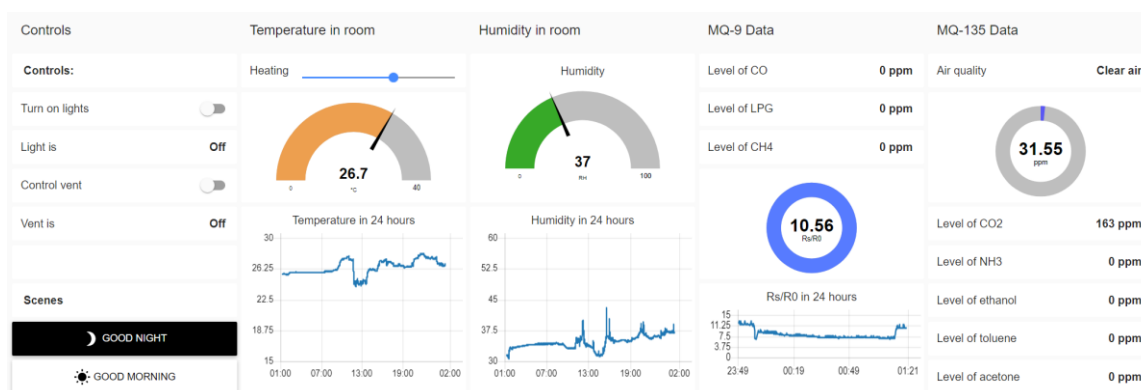 Controls
Controls:
Turn on lights
Light is Off
Control vent
Vent is Off
Scenes
GOOD NIGHT
GOOD MORNING
Temperature in room
Heating
26.7
°C
0 40
Temperature in 24 hours
30
26.25
22.5
18.75
15
01:00 07:00 13:00 19:00 02:00
Humidity in room
Humidity
37
RH
0 100
Humidity in 24 hours
60
52.5
45
37.5
30
01:00 07:00 13:00 19:00 02:00
MQ-9 Data
Level of CO 0 ppm
Level of LPG 0 ppm
Level of CH4 0 ppm
10.56
Rs/R0
Rs/R0 in 24 hours
15
11.25
7.5
3.75
0
23:49 00:19 00:49 01:21
MQ-135 Data
Air quality Clear air
31.55
ppm
Level of CO2 163 ppm
Level of NH3 0 ppm
Level of ethanol 0 ppm
Level of toluene 0 ppm
Level of acetone 0 ppm